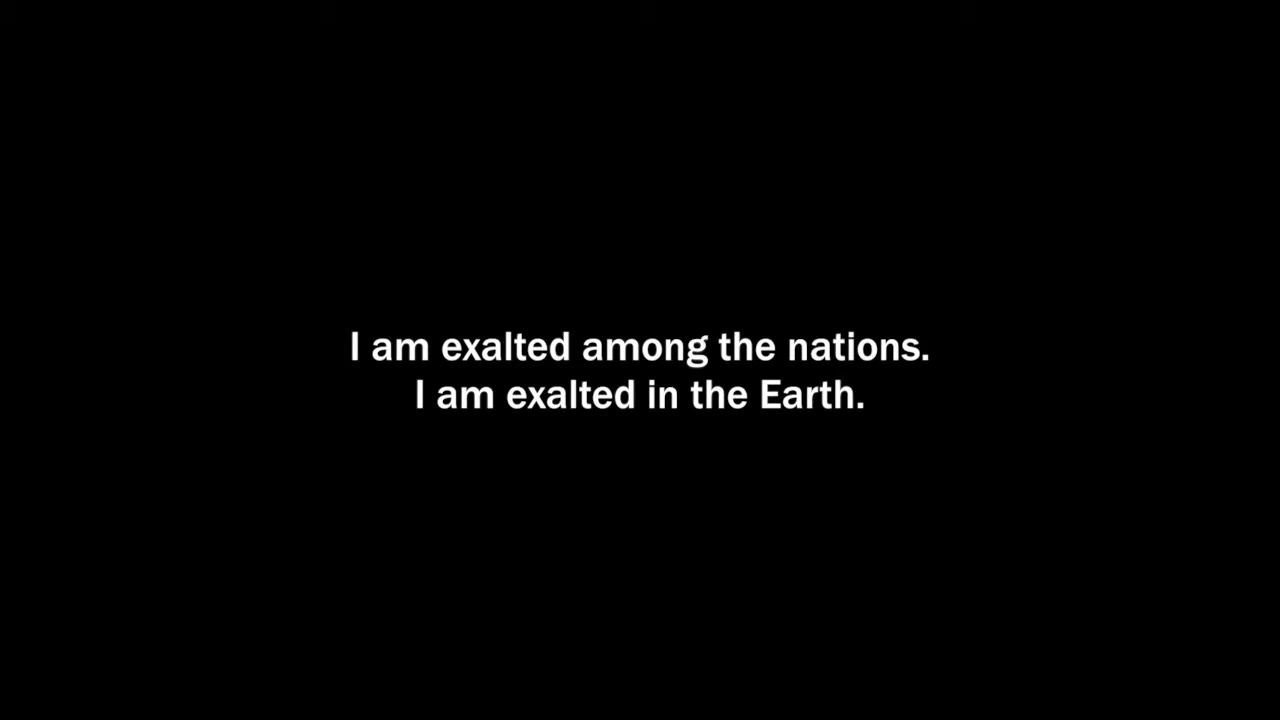 I am exalted among the nations.
I am exalted in the Earth.